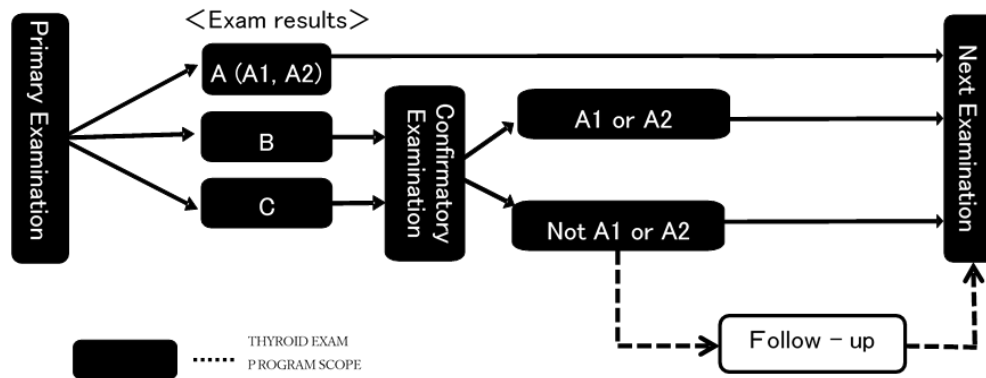 <Exam results>
Primary Examination
A (A1, A2)
B
C
Confirmatory
Examination
A1 or A2
Not A1 or A2
Next Examination
Follow - up
THYROID EXAM
PROGRAM SCOPE